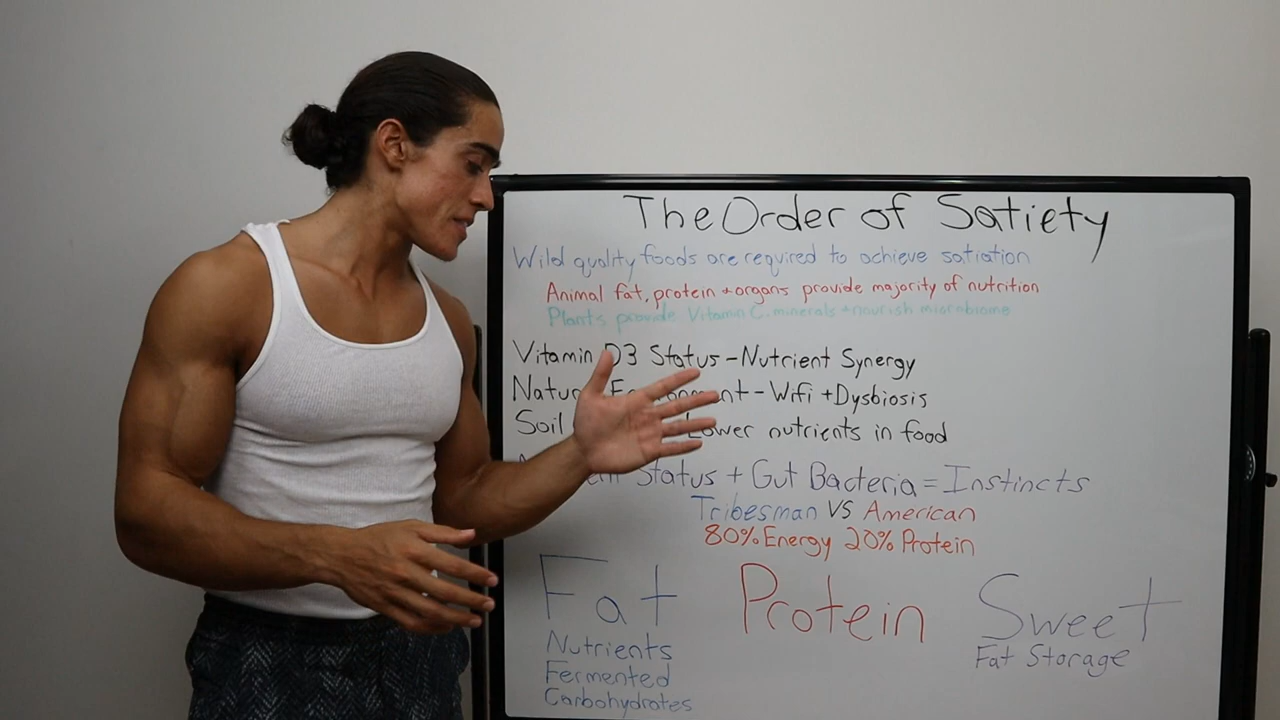 The Order of Satiety
Wild quality foods are required to achieve satiation
Animal fat, protein + organs provide majority of nutrition
Plants provide Vitamin C, minerals + nourish microbiome
Vitamin D3 Status - Nutrient Synergy
Natur - Wifi + Dysbiosis
Soil Lower nutrients in food
Status + Gut Bacteria = Instincts
Tribesman VS American
80% Energy 20% Protein
Fat Protein Sweet
Nutrients Fat Storage
Fermented
Carbohydrates